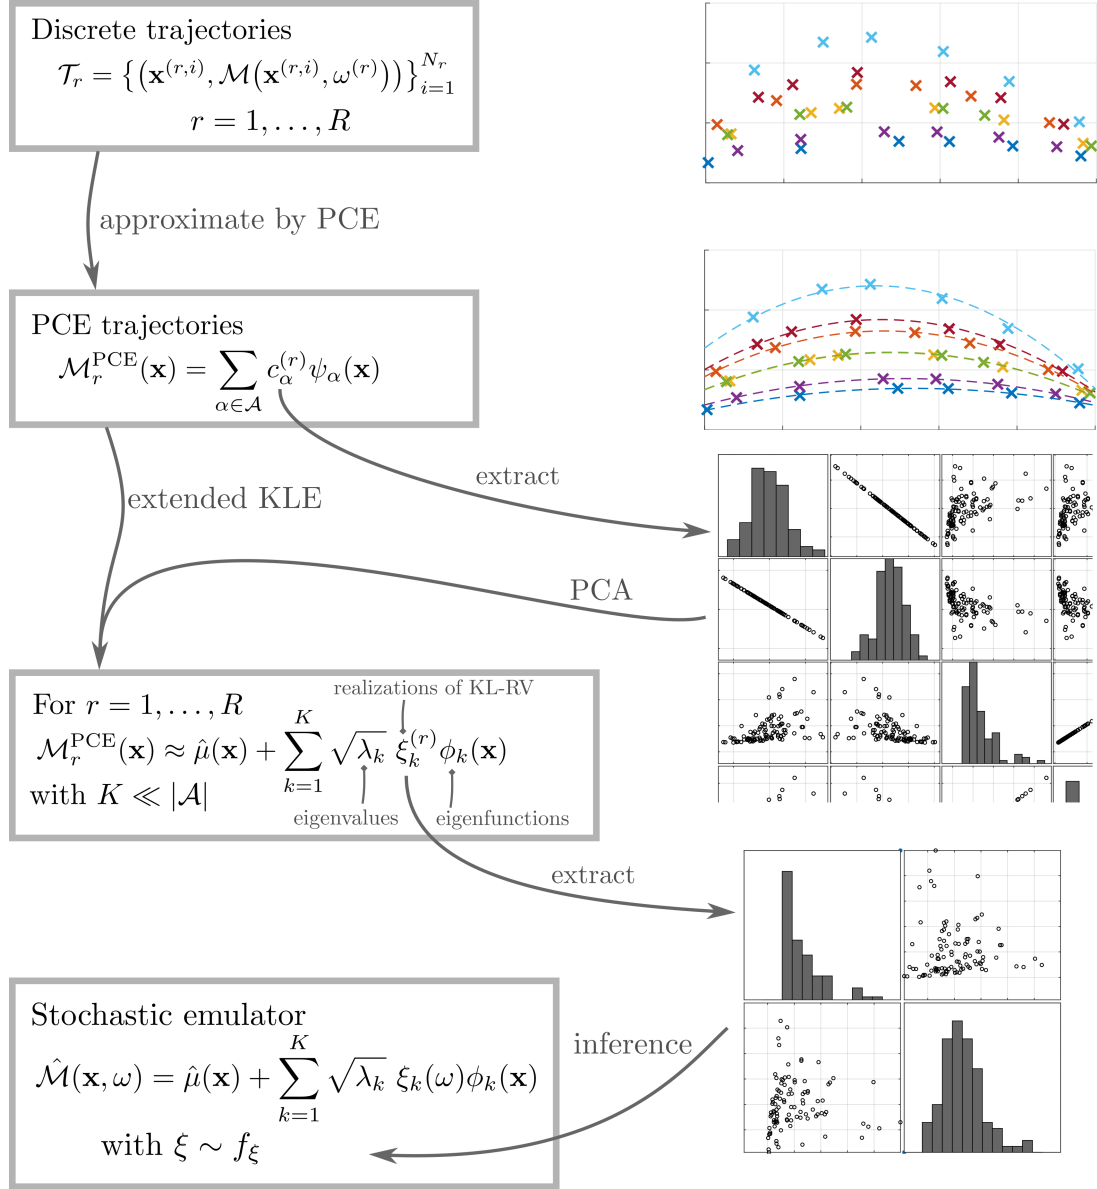 Discrete trajectories
𝒯_r = {(𝐱^{(r,i)}, ℳ(𝐱^{(r,i)}, ω^{(r)}))}_{i=1}^{N_r}
r = 1, …, R
approximate by PCE
PCE trajectories
ℳ_r^{PCE}(𝐱) = ∑_{α∈𝒜} c_α^{(r)} ψ_α(𝐱)
extract
extended KLE
PCA
realizations of KL-RV
For r = 1, …, R
ℳ_r^{PCE}(𝐱) ≈ μ̂(𝐱) + ∑_{k=1}^{K} √λ_k ξ_k^{(r)} ϕ_k(𝐱)
with K ≪ |𝒜|
eigenvalues eigenfunctions
extract
Stochastic emulator
ℳ̂(𝐱, ω) = μ̂(𝐱) + ∑_{k=1}^{K} √λ_k ξ_k(ω)ϕ_k(𝐱)
inference
with ξ ∼ f_ξ